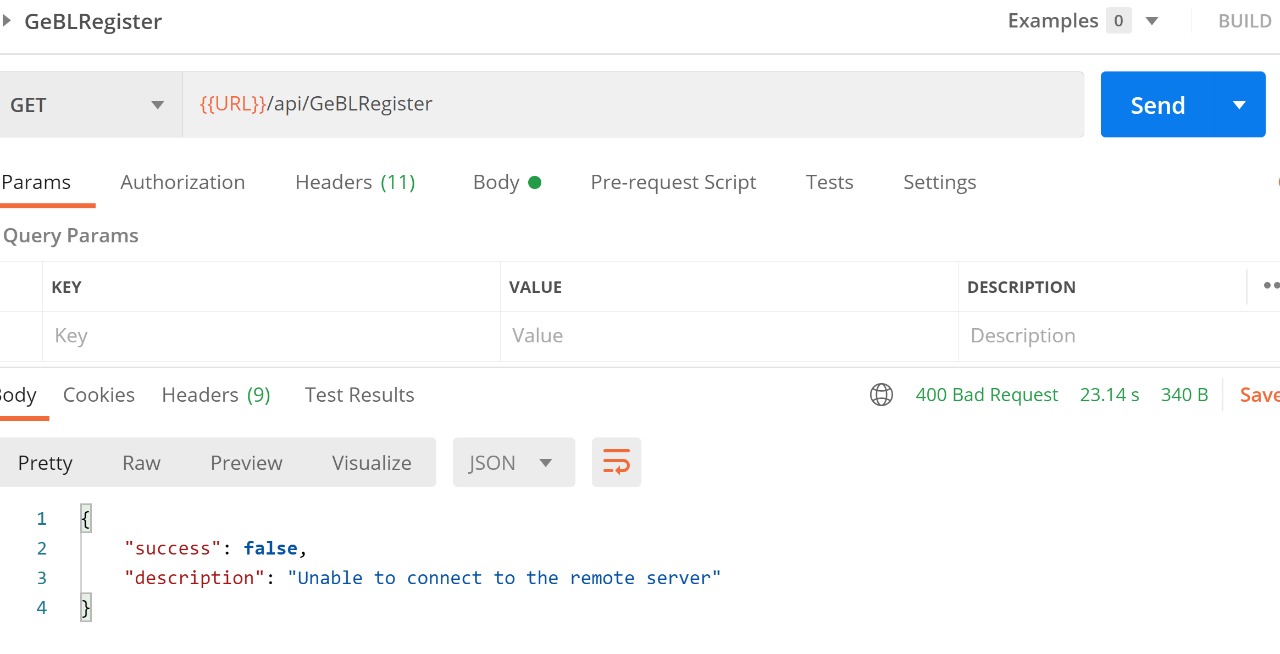 GeBLRegister Examples 0 BUILD
GET {{URL}}/api/GeBLRegister Send
Params Authorization Headers (11) Body Pre-request Script Tests Settings
Query Params
KEY VALUE DESCRIPTION
Key Value Description
Body Cookies Headers (9) Test Results 400 Bad Request 23.14 s 340 B Save
Pretty Raw Preview Visualize JSON
1 {
2 "success": false,
3 "description": "Unable to connect to the remote server"
4 }